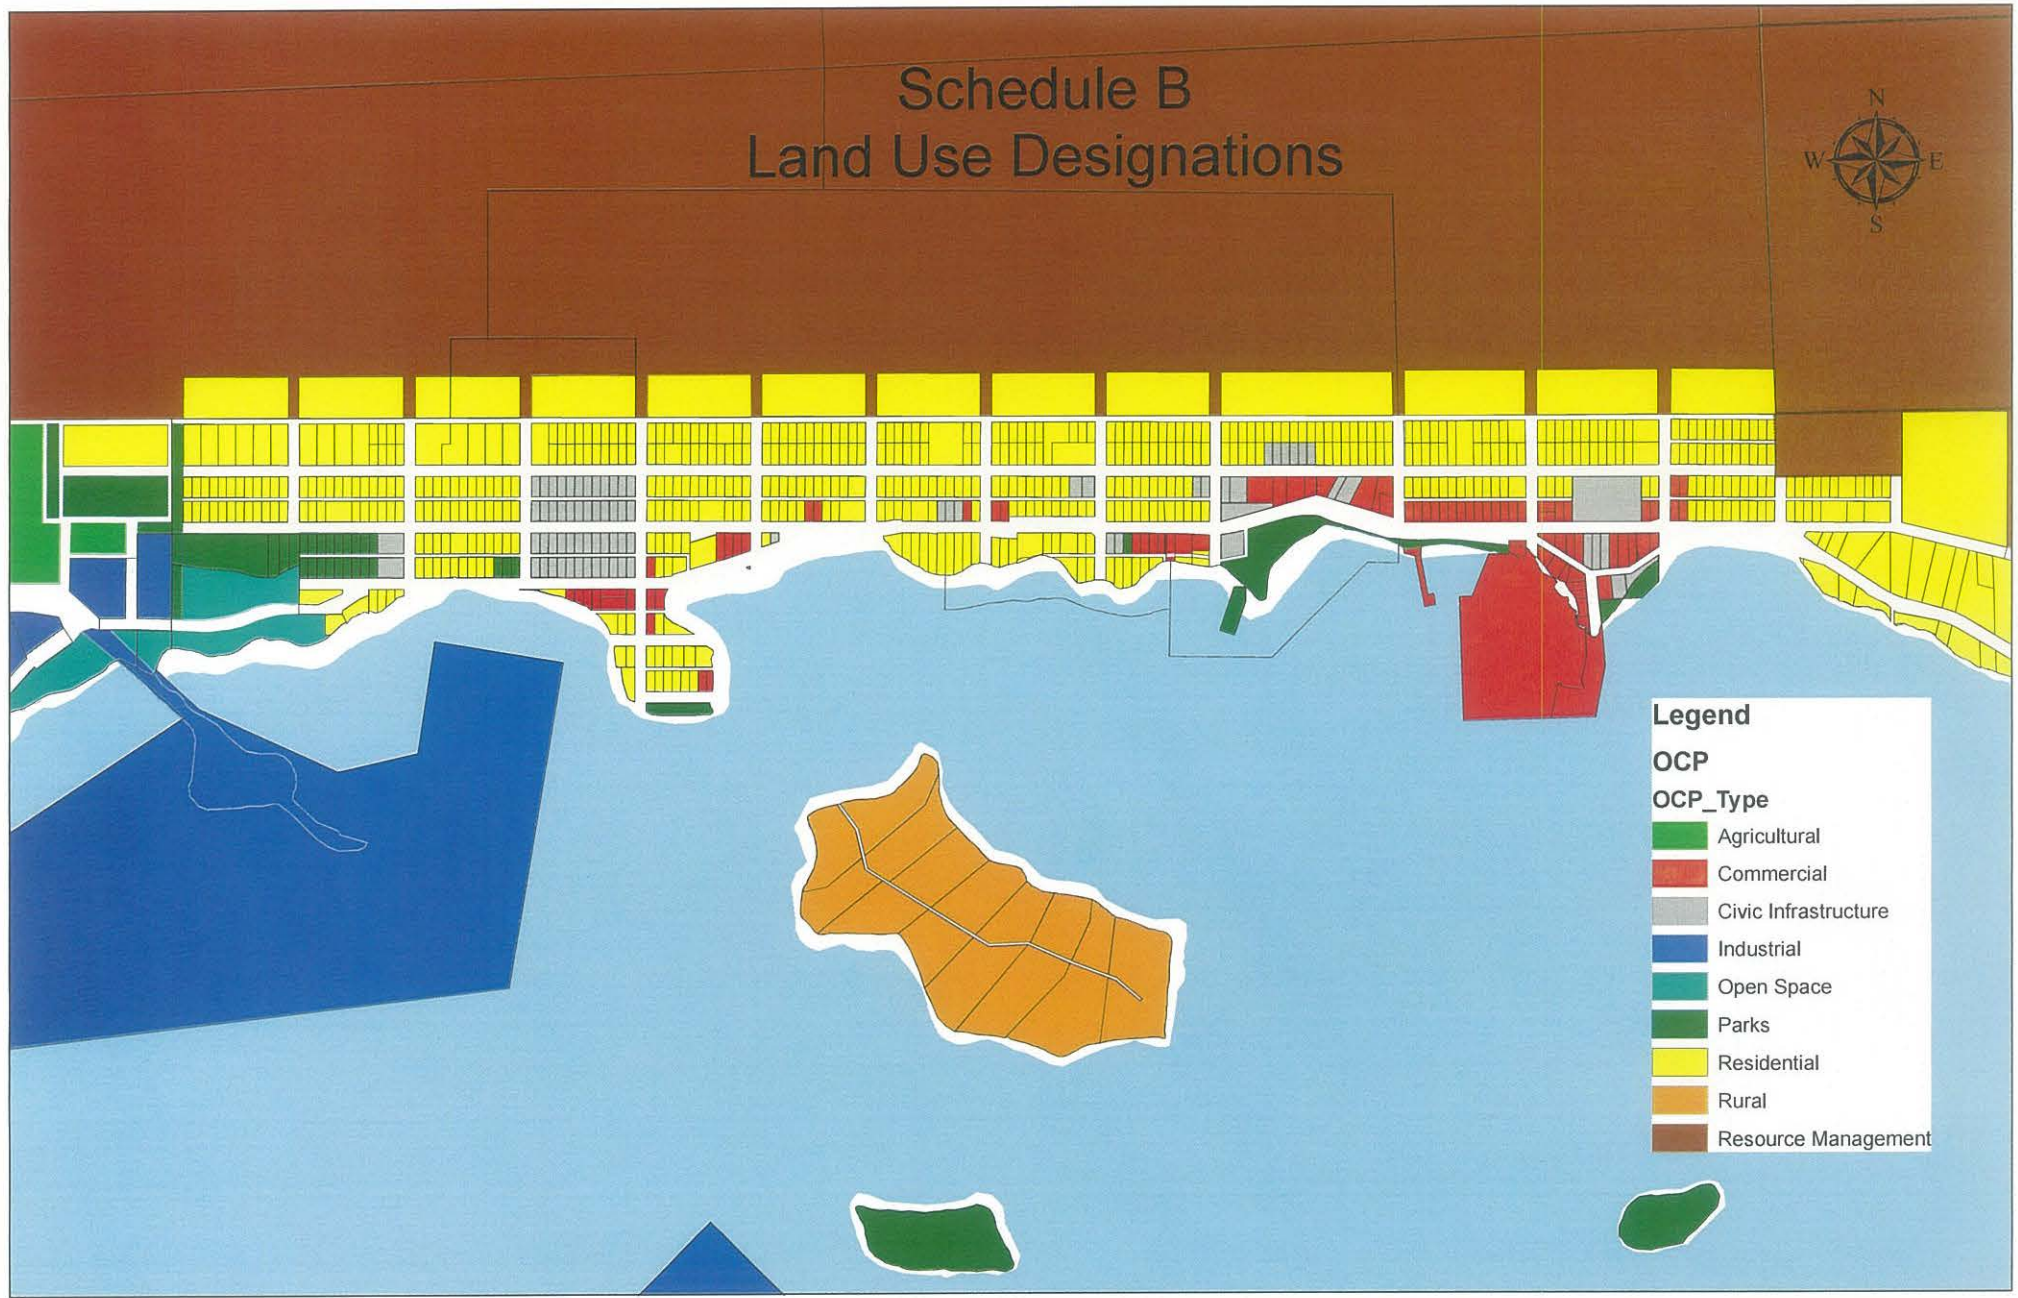 Schedule B
Land Use Designations
N
W E
S
Legend
OCP
OCP_Type
Agricultural
Commercial
Civic Infrastructure
Industrial
Open Space
Parks
Residential
Rural
Resource Management